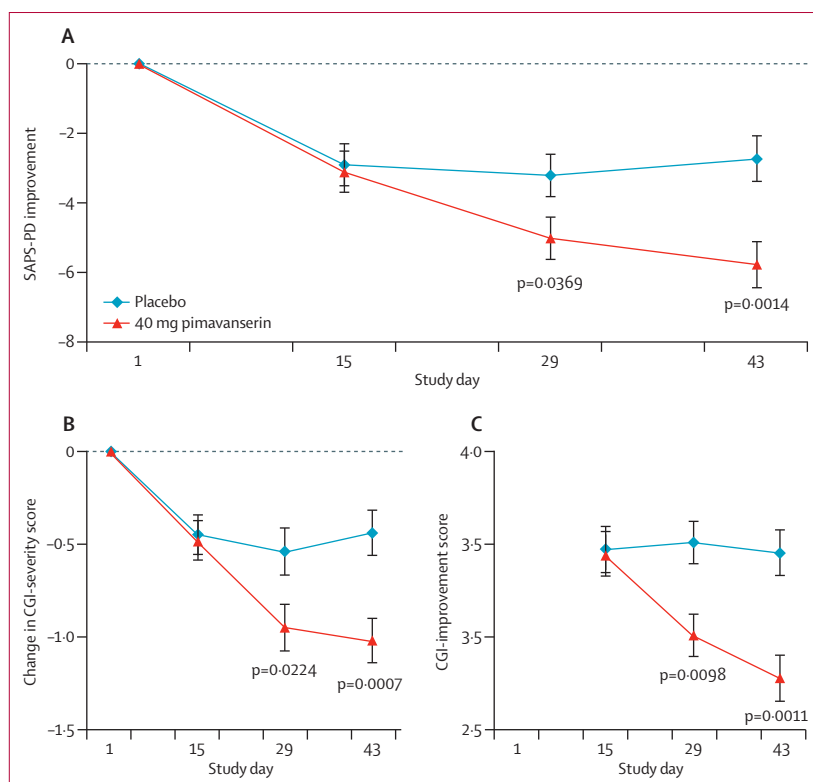 A
0
–2
–4
–6
–8
SAPS-PD improvement
Placebo
40 mg pimavanserin
p=0·0369
p=0·0014
1 15 29 43
Study day
B
0
–0·5
–1·0
–1·5
Change in CGI-severity score
p=0·0224
p=0·0007
1 15 29 43
Study day
C
4·0
3·5
3·5
2·5
CGI-improvement score
p=0·0098
p=0·0011
1 15 29 43
Study day